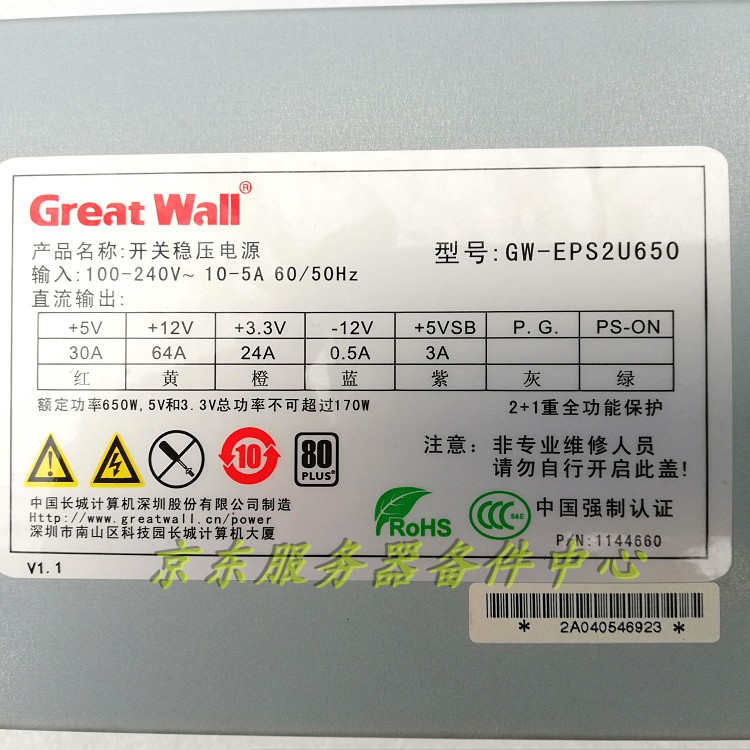 Great Wall®
产品名称:开关稳压电源
型号:GW-EPS2U650
输入:100-240V~ 10-5A 60/50Hz
直流输出:
+5V +12V +3.3V -12V +5VSB P.G. PS-ON
30A 64A 24A 0.5A 3A
红 黄 橙 蓝 紫 灰 绿
额定功率650W,5V和3.3V总功率不可超过170W
2+1重全功能保护
10
80
PLUS®
注意: 非专业维修人员
请勿自行开启此盖!
中国长城计算机深圳股份有限公司制造
Http://www.greatwall.cn/power
深圳市南山区科技园长城计算机大厦
RoHS
CCC S&E
中国强制认证
P/N:1144660
V1.1
京东服务器备件中心
* 2A040546923 *